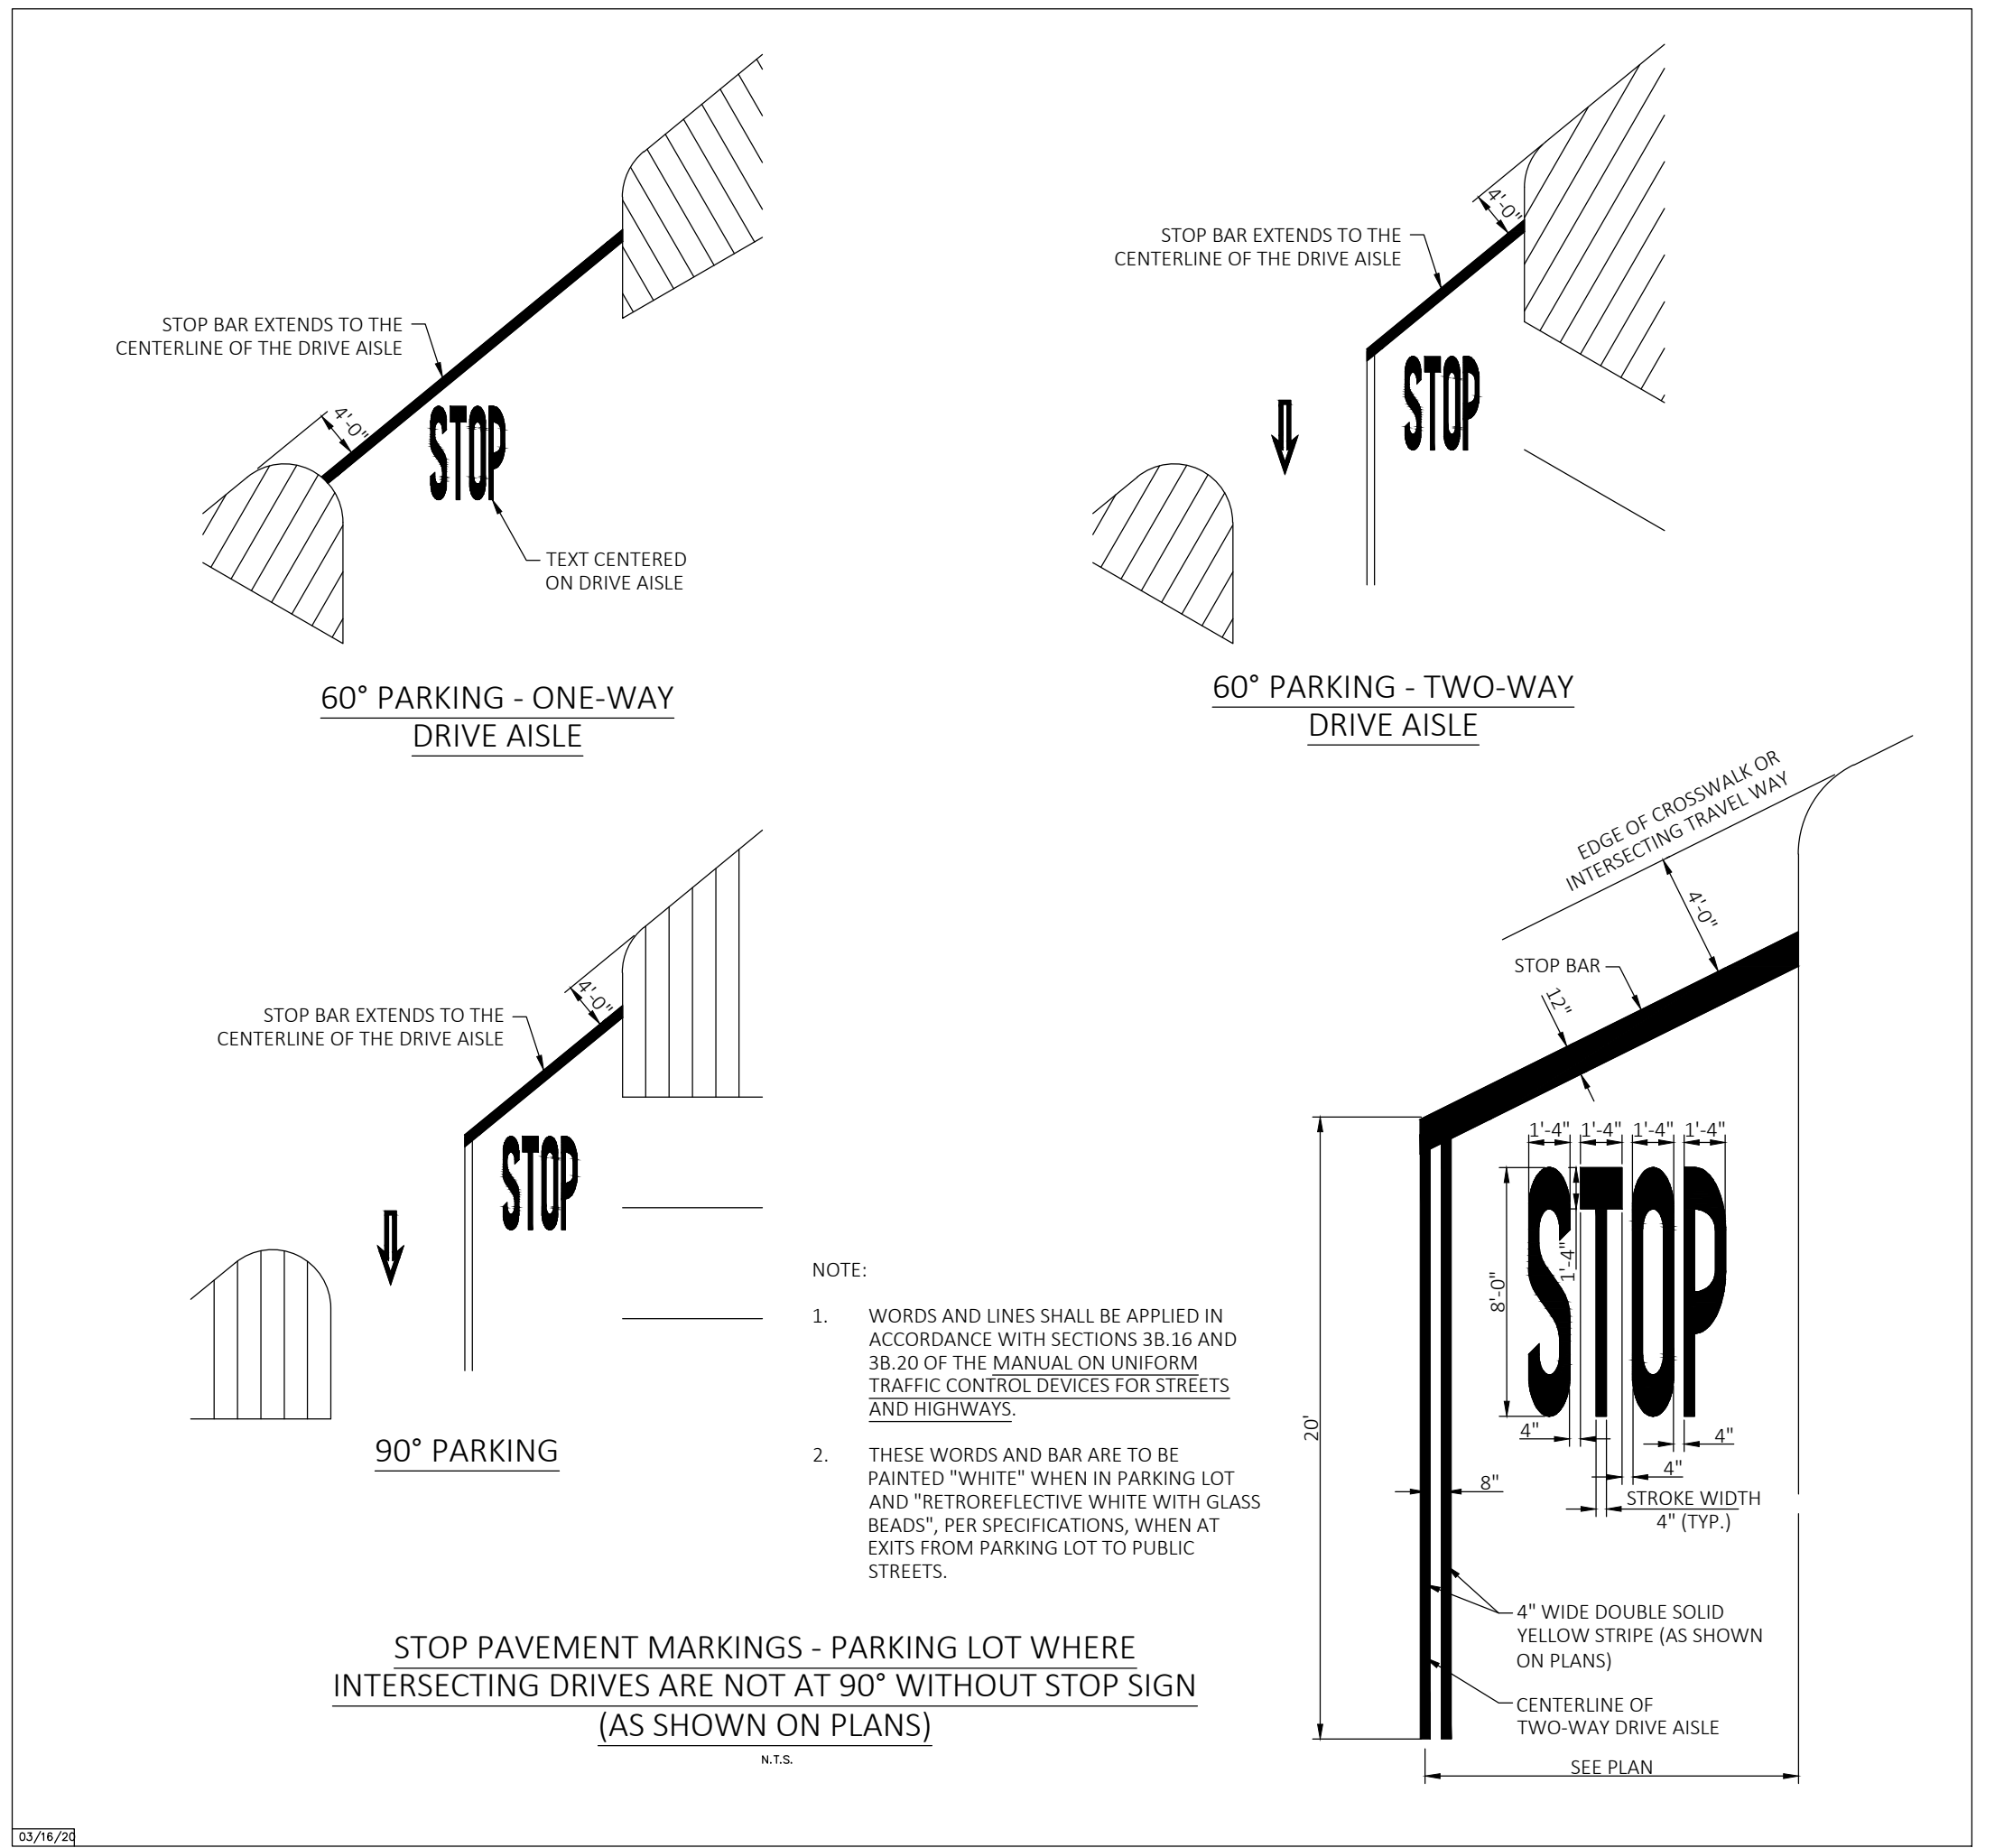 4'-0"
STOP BAR EXTENDS TO THE
CENTERLINE OF THE DRIVE AISLE
STOP
TEXT CENTERED
ON DRIVE AISLE
60° PARKING - ONE-WAY
DRIVE AISLE
4'-0"
STOP BAR EXTENDS TO THE
CENTERLINE OF THE DRIVE AISLE
STOP
60° PARKING - TWO-WAY
DRIVE AISLE
4'-0"
STOP BAR EXTENDS TO THE
CENTERLINE OF THE DRIVE AISLE
STOP
90° PARKING
NOTE:
1. WORDS AND LINES SHALL BE APPLIED IN
ACCORDANCE WITH SECTIONS 3B.16 AND
3B.20 OF THE MANUAL ON UNIFORM
TRAFFIC CONTROL DEVICES FOR STREETS
AND HIGHWAYS.
2. THESE WORDS AND BAR ARE TO BE
PAINTED "WHITE" WHEN IN PARKING LOT
AND "RETROREFLECTIVE WHITE WITH GLASS
BEADS", PER SPECIFICATIONS, WHEN AT
EXITS FROM PARKING LOT TO PUBLIC
STREETS.
EDGE OF CROSSWALK OR
INTERSECTING TRAVEL WAY
4'-0"
STOP BAR
12"
1'-4" 1'-4" 1'-4" 1'-4"
STOP
1'-4"
8'-0"
20'
4"
4"
4"
8"
STROKE WIDTH
4" (TYP.)
4" WIDE DOUBLE SOLID
YELLOW STRIPE (AS SHOWN
ON PLANS)
CENTERLINE OF
TWO-WAY DRIVE AISLE
SEE PLAN
STOP PAVEMENT MARKINGS - PARKING LOT WHERE
INTERSECTING DRIVES ARE NOT AT 90° WITHOUT STOP SIGN
(AS SHOWN ON PLANS)
N.T.S.
03/16/20